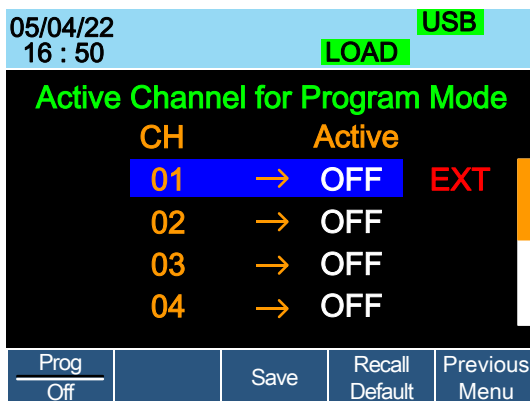 05/04/22 USB
16 : 50 LOAD
Active Channel for Program Mode
CH Active
01 → OFF EXT
02 → OFF
03 → OFF
04 → OFF
Prog Save Recall Previous
Off Default Menu